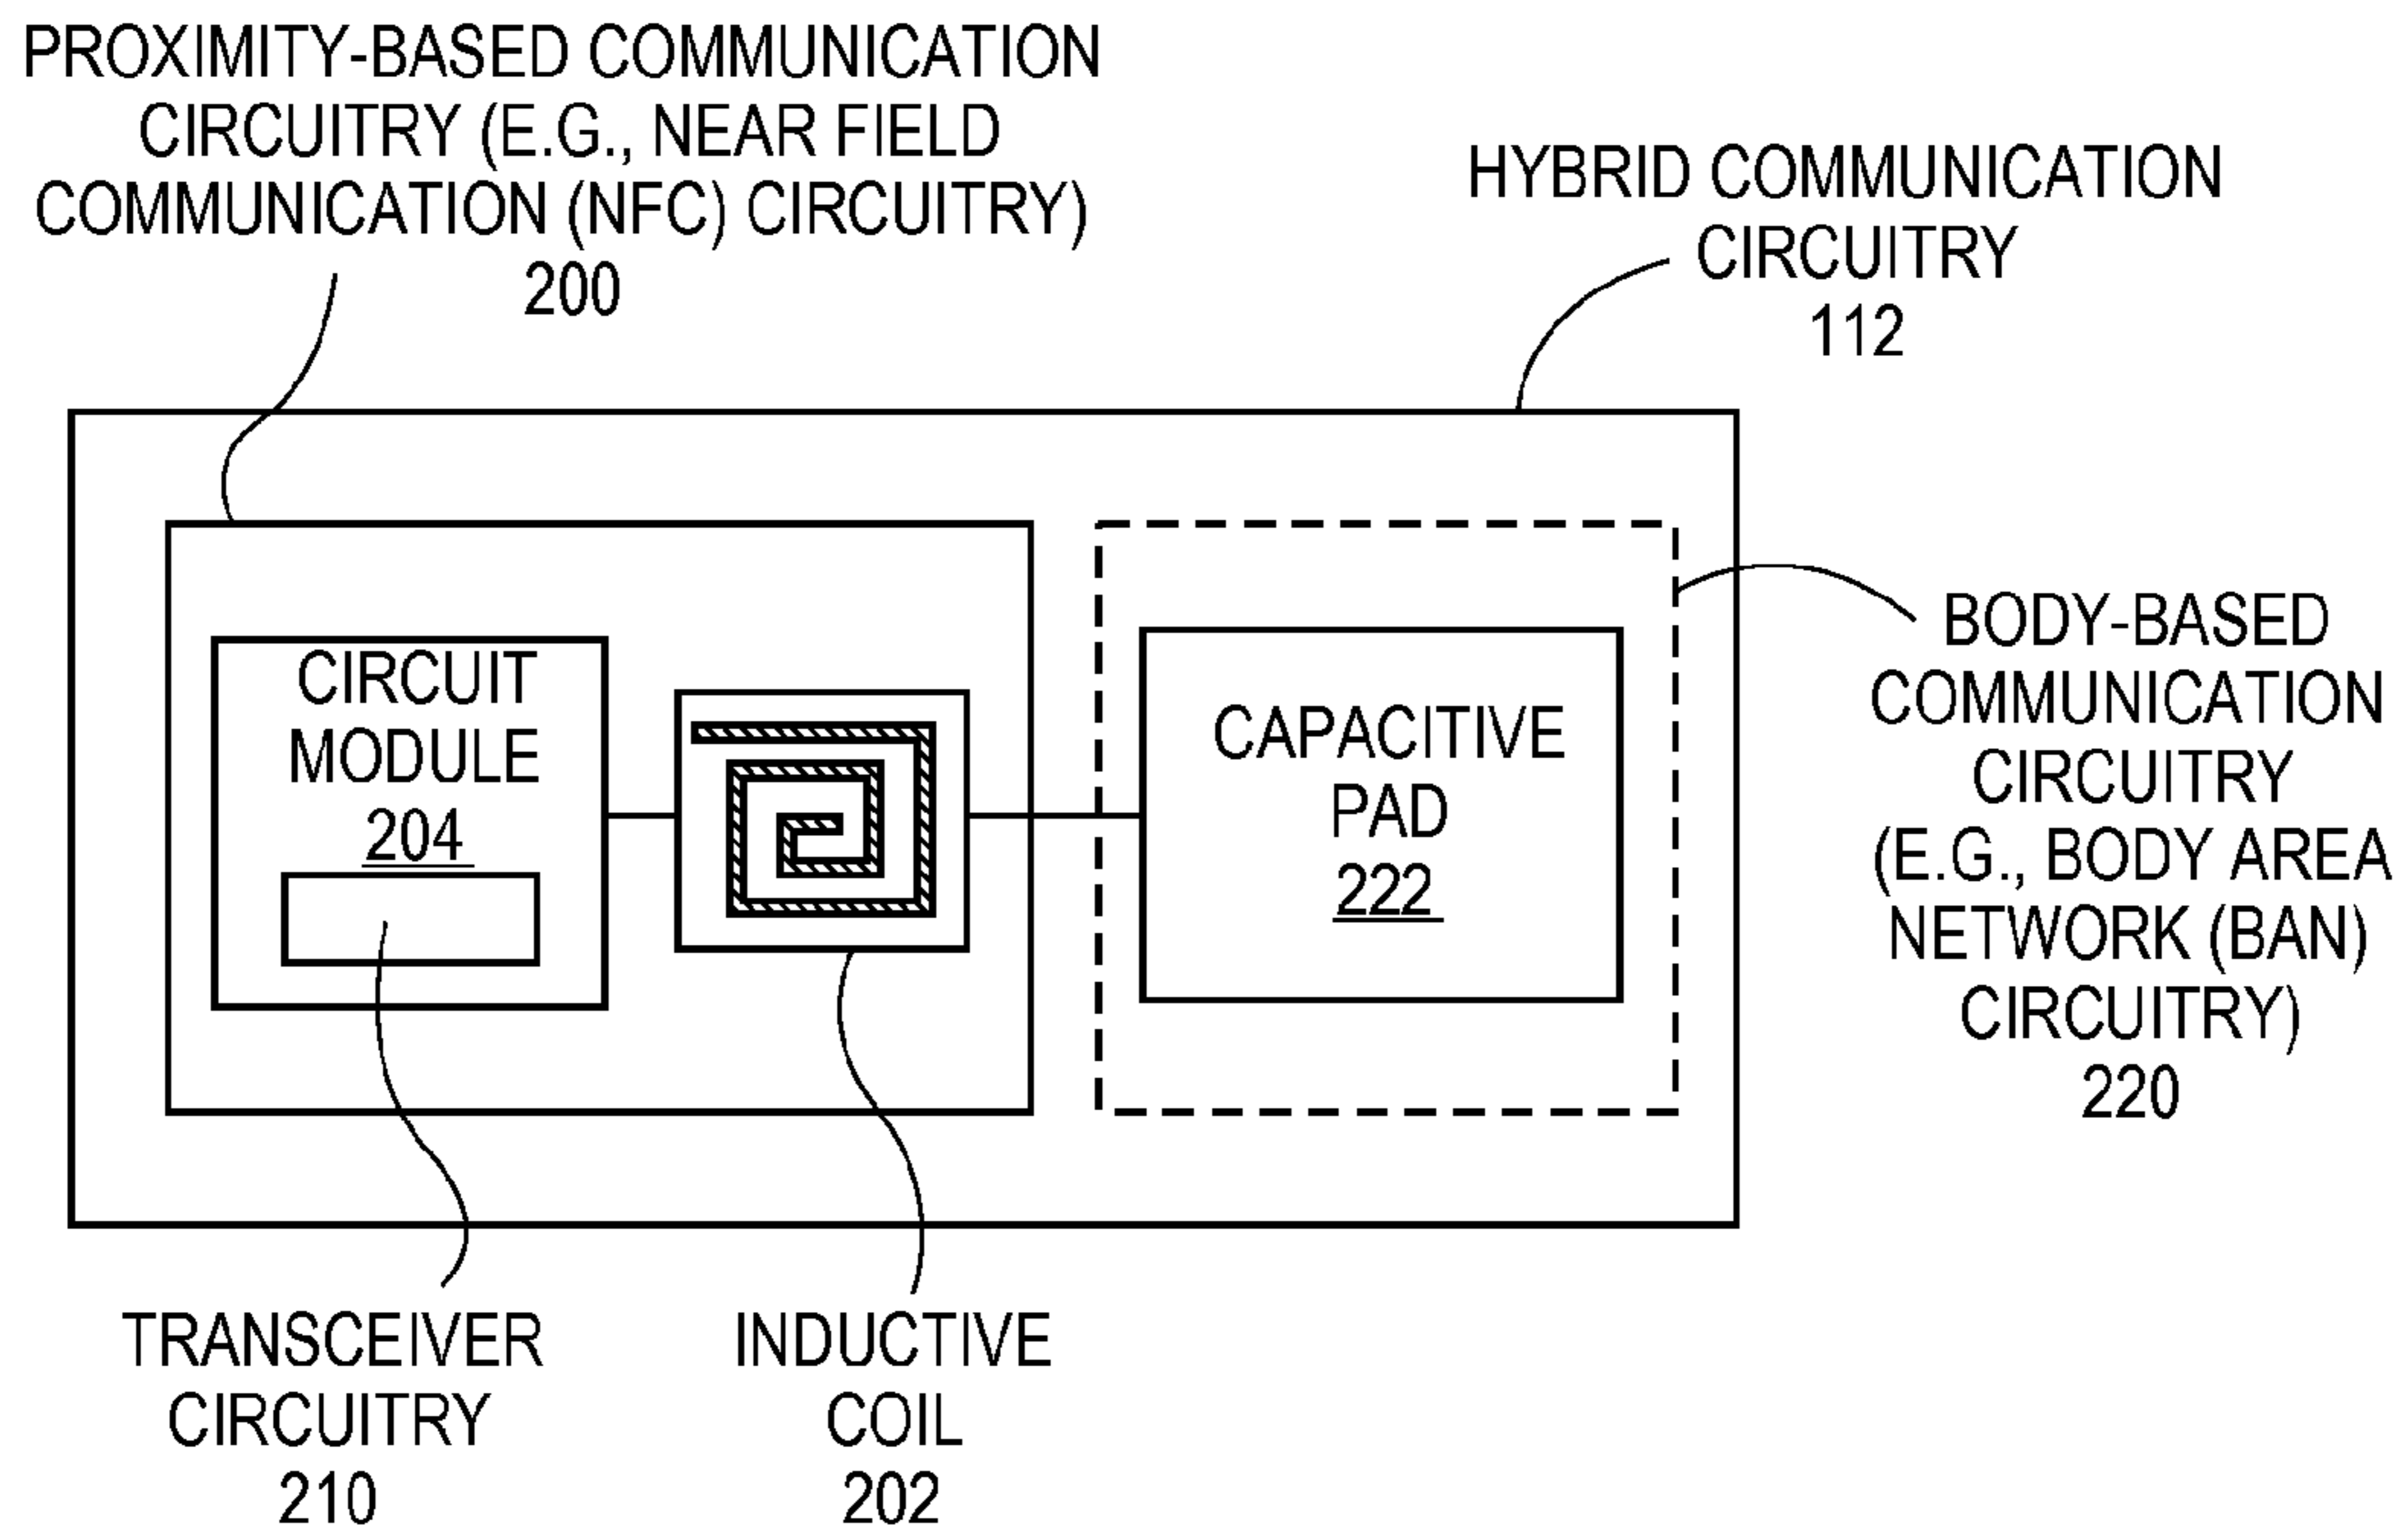 PROXIMITY-BASED COMMUNICATION
CIRCUITRY (E.G., NEAR FIELD
COMMUNICATION (NFC) CIRCUITRY)
200
HYBRID COMMUNICATION
CIRCUITRY
112
CIRCUIT
MODULE
204
CAPACITIVE
PAD
222
BODY-BASED
COMMUNICATION
CIRCUITRY
(E.G., BODY AREA
NETWORK (BAN)
CIRCUITRY)
220
TRANSCEIVER
CIRCUITRY
210
INDUCTIVE
COIL
202